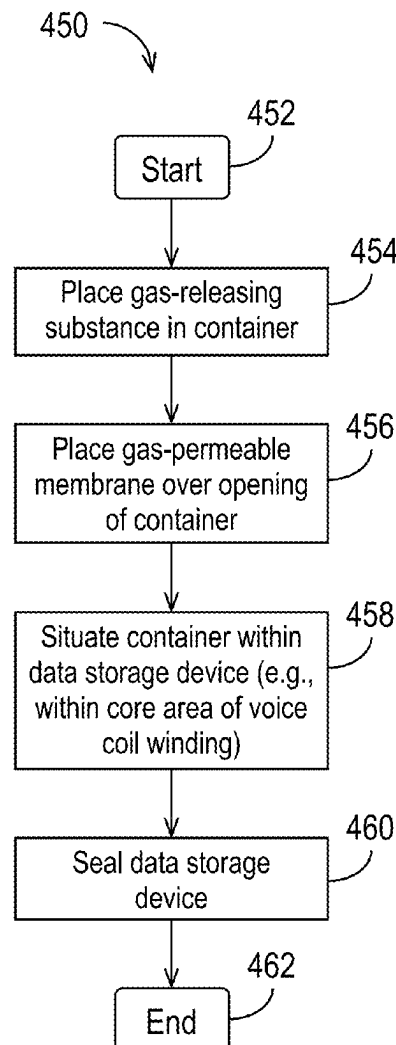 450
452
Start
454
Place gas-releasing
substance in container
456
Place gas-permeable
membrane over opening
of container
458
Situate container within
data storage device (e.g.,
within core area of voice
coil winding)
460
Seal data storage
device
462
End